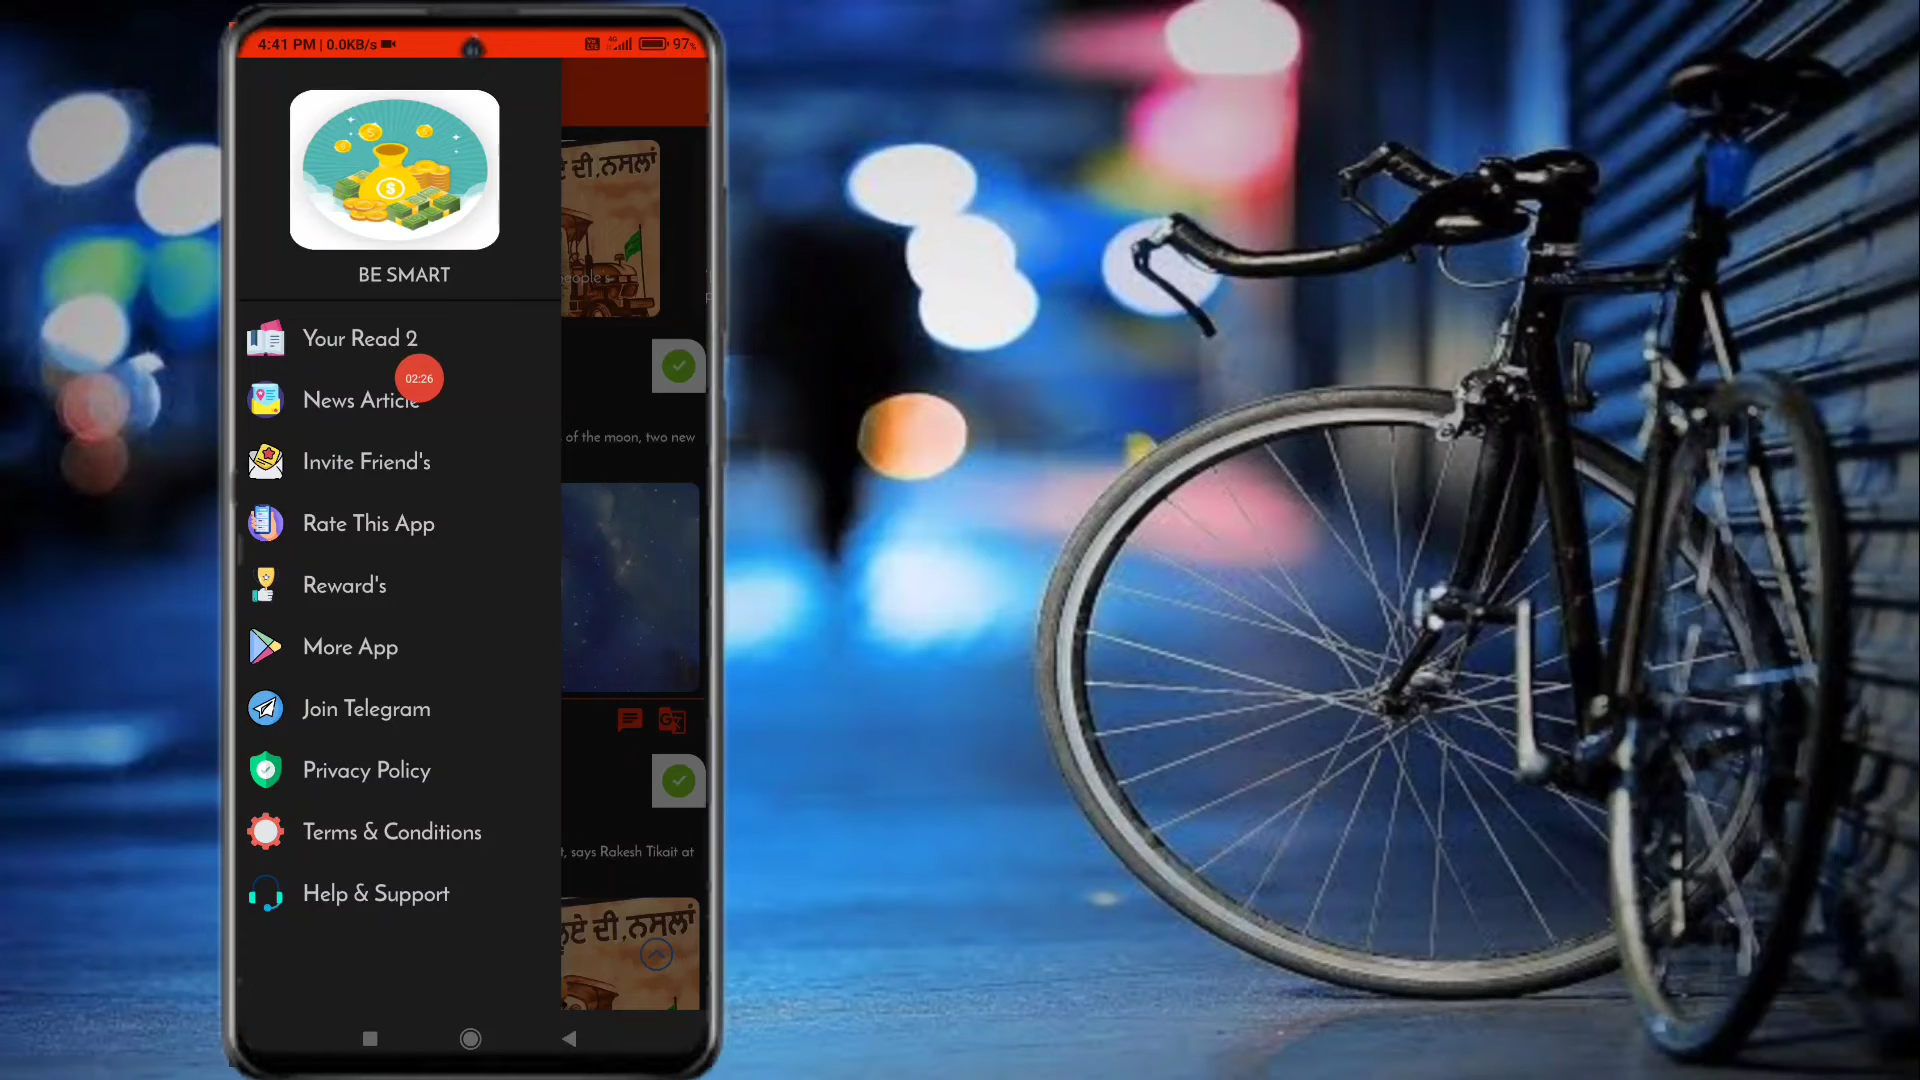 4:41 PM | 0.0KB/s
4G
97%
BE SMART
Your Read 2
02:26
News Article
Invite Friend's
Rate This App
Reward's
More App
Join Telegram
Privacy Policy
Terms & Conditions
Help & Support
ਦੀ,ਨਸਲਾਂ
people's
of the moon, two new
says Rakesh Tikait at
ਦੀ,ਨਸਲਾਂ